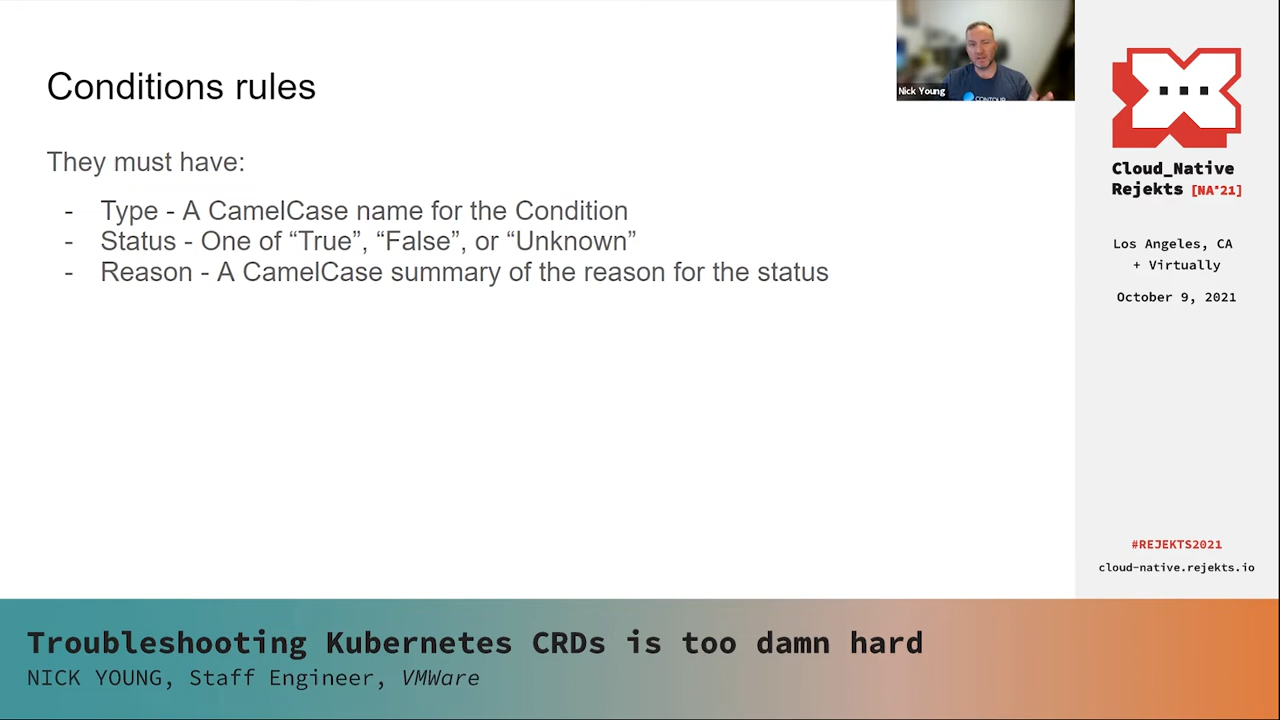 Conditions rules
They must have:
- Type - A CamelCase name for the Condition
- Status - One of “True”, “False”, or “Unknown”
- Reason - A CamelCase summary of the reason for the status
Nick Young
CONTOUR
Cloud_Native
Rejekts [NA'21]
Los Angeles, CA
+ Virtually
October 9, 2021
#REJEKTS2021
cloud-native.rejekts.io
Troubleshooting Kubernetes CRDs is too damn hard
NICK YOUNG, Staff Engineer, VMWare